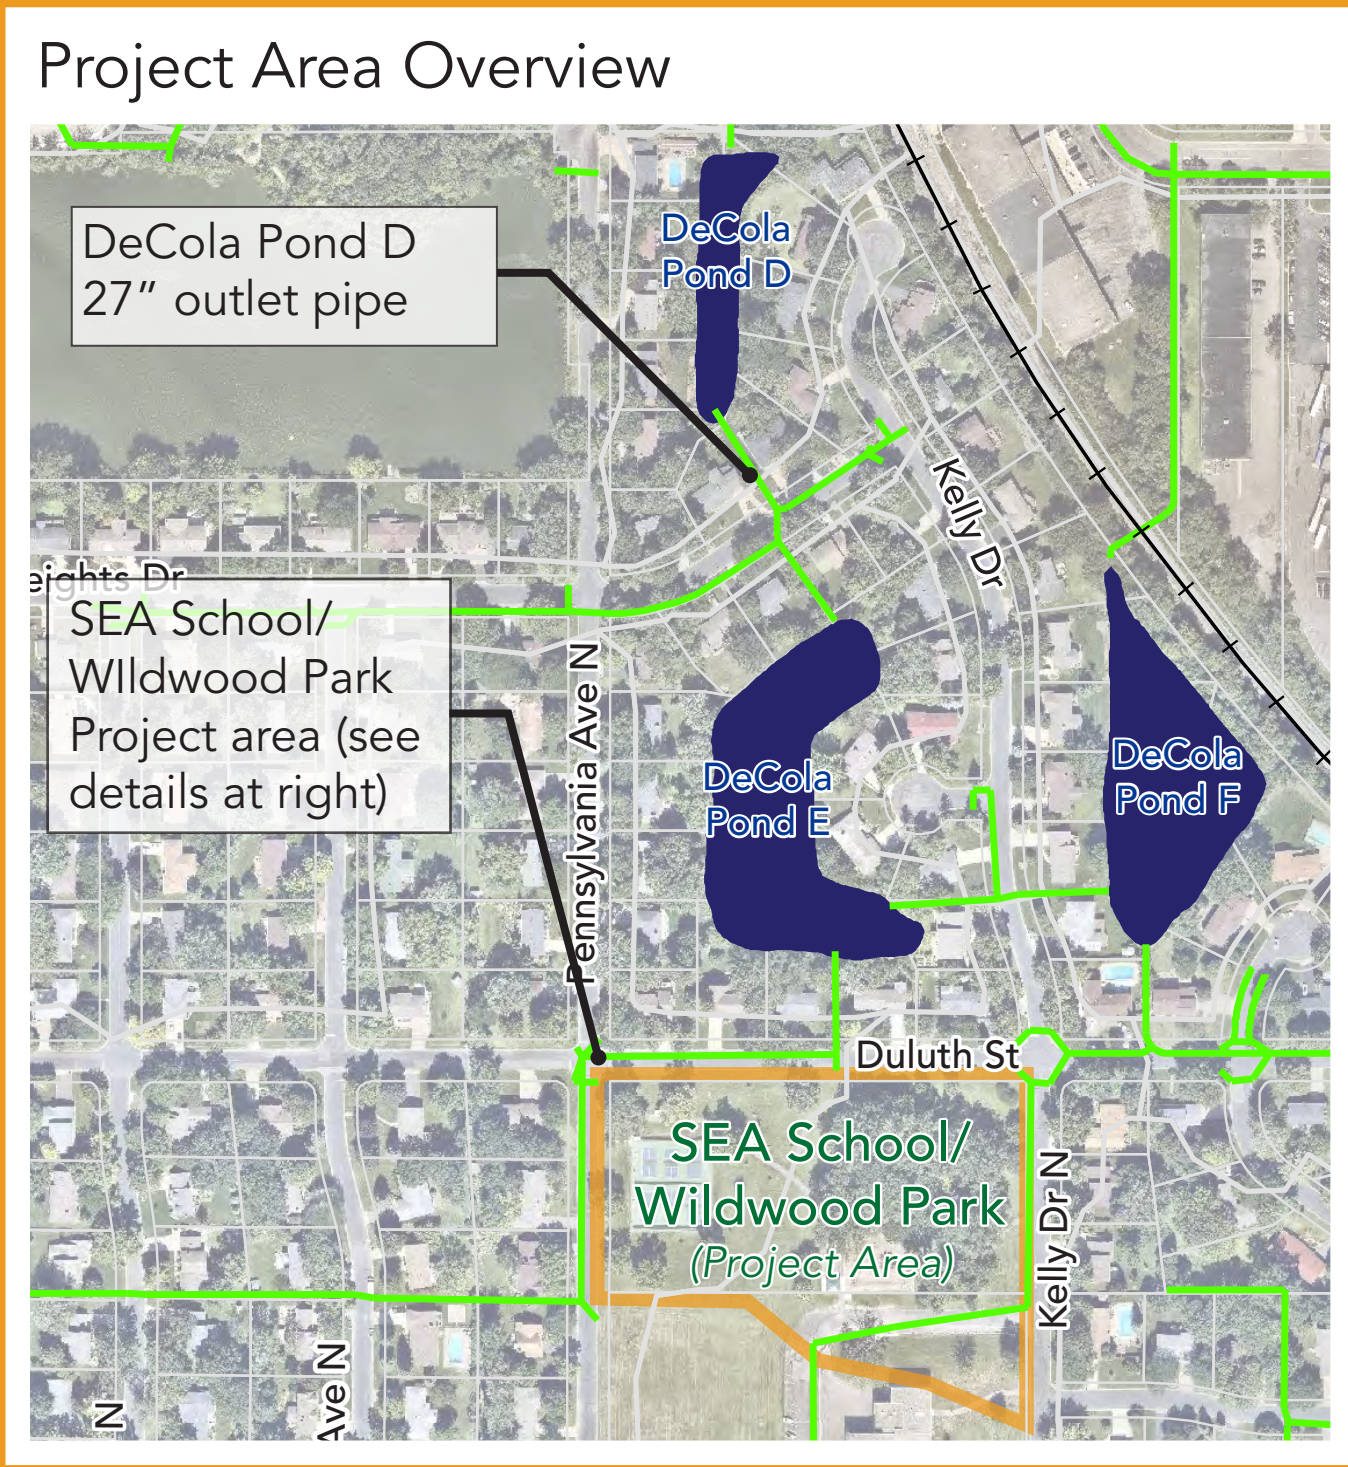 Project Area Overview
DeCola Pond D
27” outlet pipe
DeCola
Pond D
Kelly Dr
eights Dr
SEA School/
WIldwood Park
Project area (see
details at right)
Pennsylvania Ave N
DeCola
Pond E
DeCola
Pond F
Duluth St
SEA School/
Wildwood Park
(Project Area)
Kelly Dr N
Ave N
N